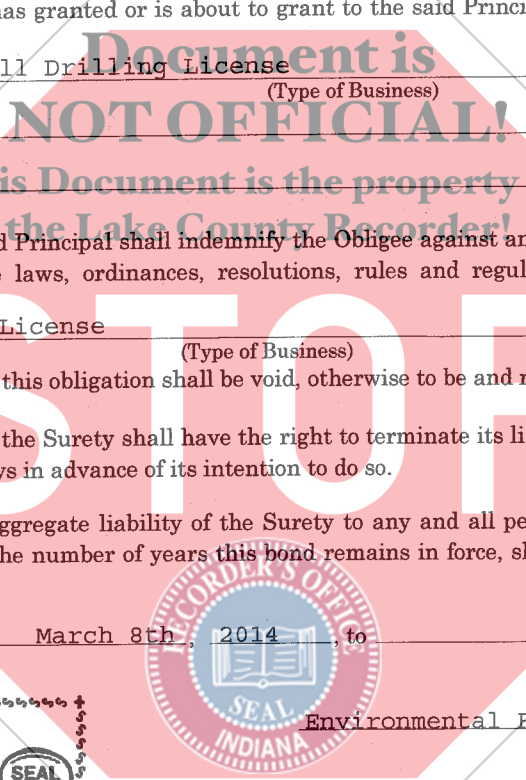 has granted or is about to grant to the said Princi
Document is
ll Drilling License
(Type of Business)
NOT OFFICIAL!
is Document is the property
the Lake County Recorder!
d Principal shall indemnify the Obligee against an
e laws, ordinances, resolutions, rules and regul
License
(Type of Business)
STOP
this obligation shall be void, otherwise to be and r
the Surety shall have the right to terminate its li
ys in advance of its intention to do so.
ggregate liability of the Surety to any and all pe
he number of years this bond remains in force, sh
RECORDER'S OFFICE
March 8th, 2014, to
SEAL
INDIANA
Environmental P
SEAL